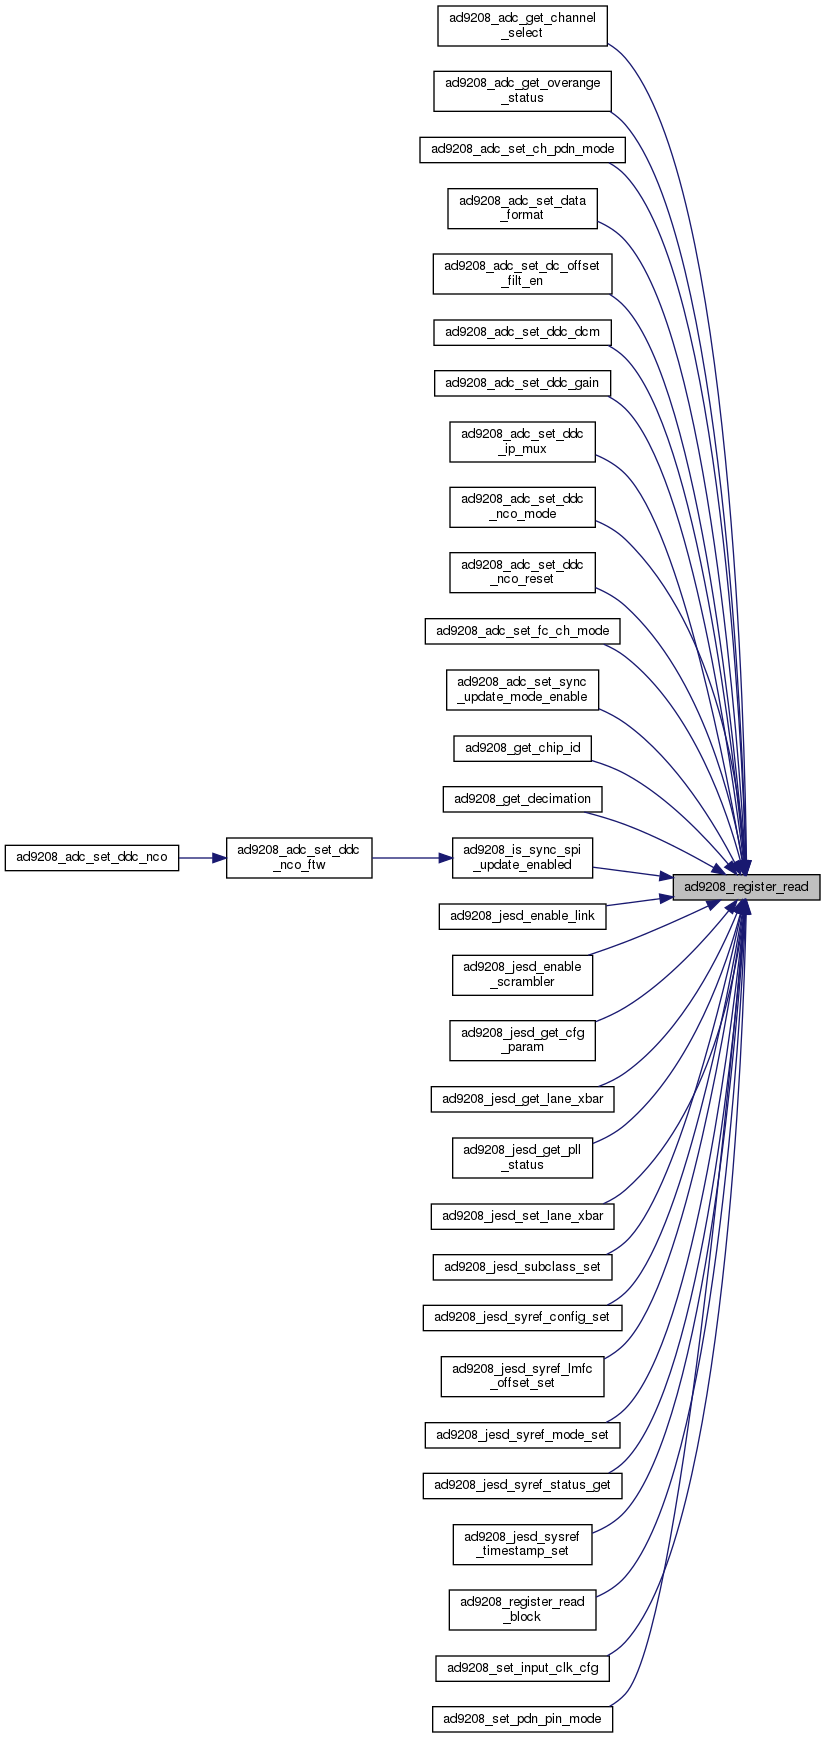 ad9208_adc_get_channel
_select
ad9208_adc_get_overange
_status
ad9208_adc_set_ch_pdn_mode
ad9208_adc_set_data
_format
ad9208_adc_set_dc_offset
_filt_en
ad9208_adc_set_ddc_dcm
ad9208_adc_set_ddc_gain
ad9208_adc_set_ddc
_ip_mux
ad9208_adc_set_ddc
_nco_mode
ad9208_adc_set_ddc
_nco_reset
ad9208_adc_set_fc_ch_mode
ad9208_adc_set_sync
_update_mode_enable
ad9208_get_chip_id
ad9208_get_decimation
ad9208_adc_set_ddc_nco
ad9208_adc_set_ddc
_nco_ftw
ad9208_is_sync_spi
_update_enabled
ad9208_register_read
ad9208_jesd_enable_link
ad9208_jesd_enable
_scrambler
ad9208_jesd_get_cfg
_param
ad9208_jesd_get_lane_xbar
ad9208_jesd_get_pll
_status
ad9208_jesd_set_lane_xbar
ad9208_jesd_subclass_set
ad9208_jesd_syref_config_set
ad9208_jesd_syref_lmfc
_offset_set
ad9208_jesd_syref_mode_set
ad9208_jesd_syref_status_get
ad9208_jesd_sysref
_timestamp_set
ad9208_register_read
_block
ad9208_set_input_clk_cfg
ad9208_set_pdn_pin_mode